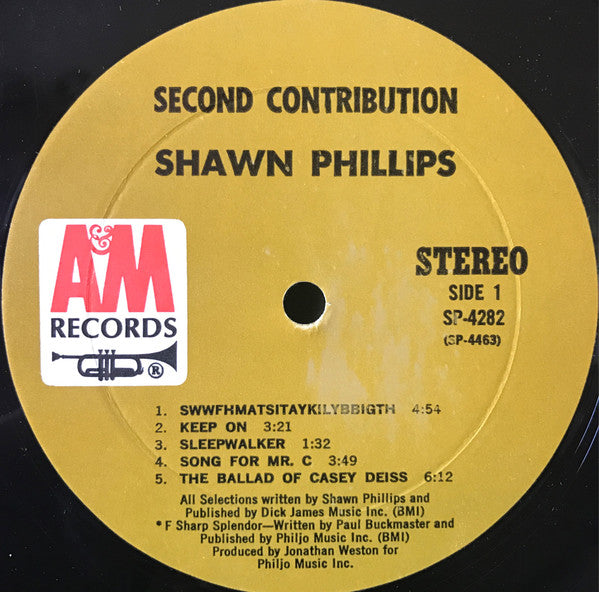 SECOND CONTRIBUTION
SHAWN PHILLIPS
A&M
RECORDS
®
STEREO
SIDE 1
SP-4282
(SP-4463)
1. SWWFHMATSITAYKILYBBIGTH 4:54
2. KEEP ON 3:21
3. SLEEPWALKER 1:32
4. SONG FOR MR. C 3:49
5. THE BALLAD OF CASEY DEISS 6:12
All Selections written by Shawn Phillips and
Published by Dick James Music Inc. (BMI)
* F Sharp Splendor—Written by Paul Buckmaster and
Published by Philjo Music Inc. (BMI)
Produced by Jonathan Weston for
Philjo Music Inc.